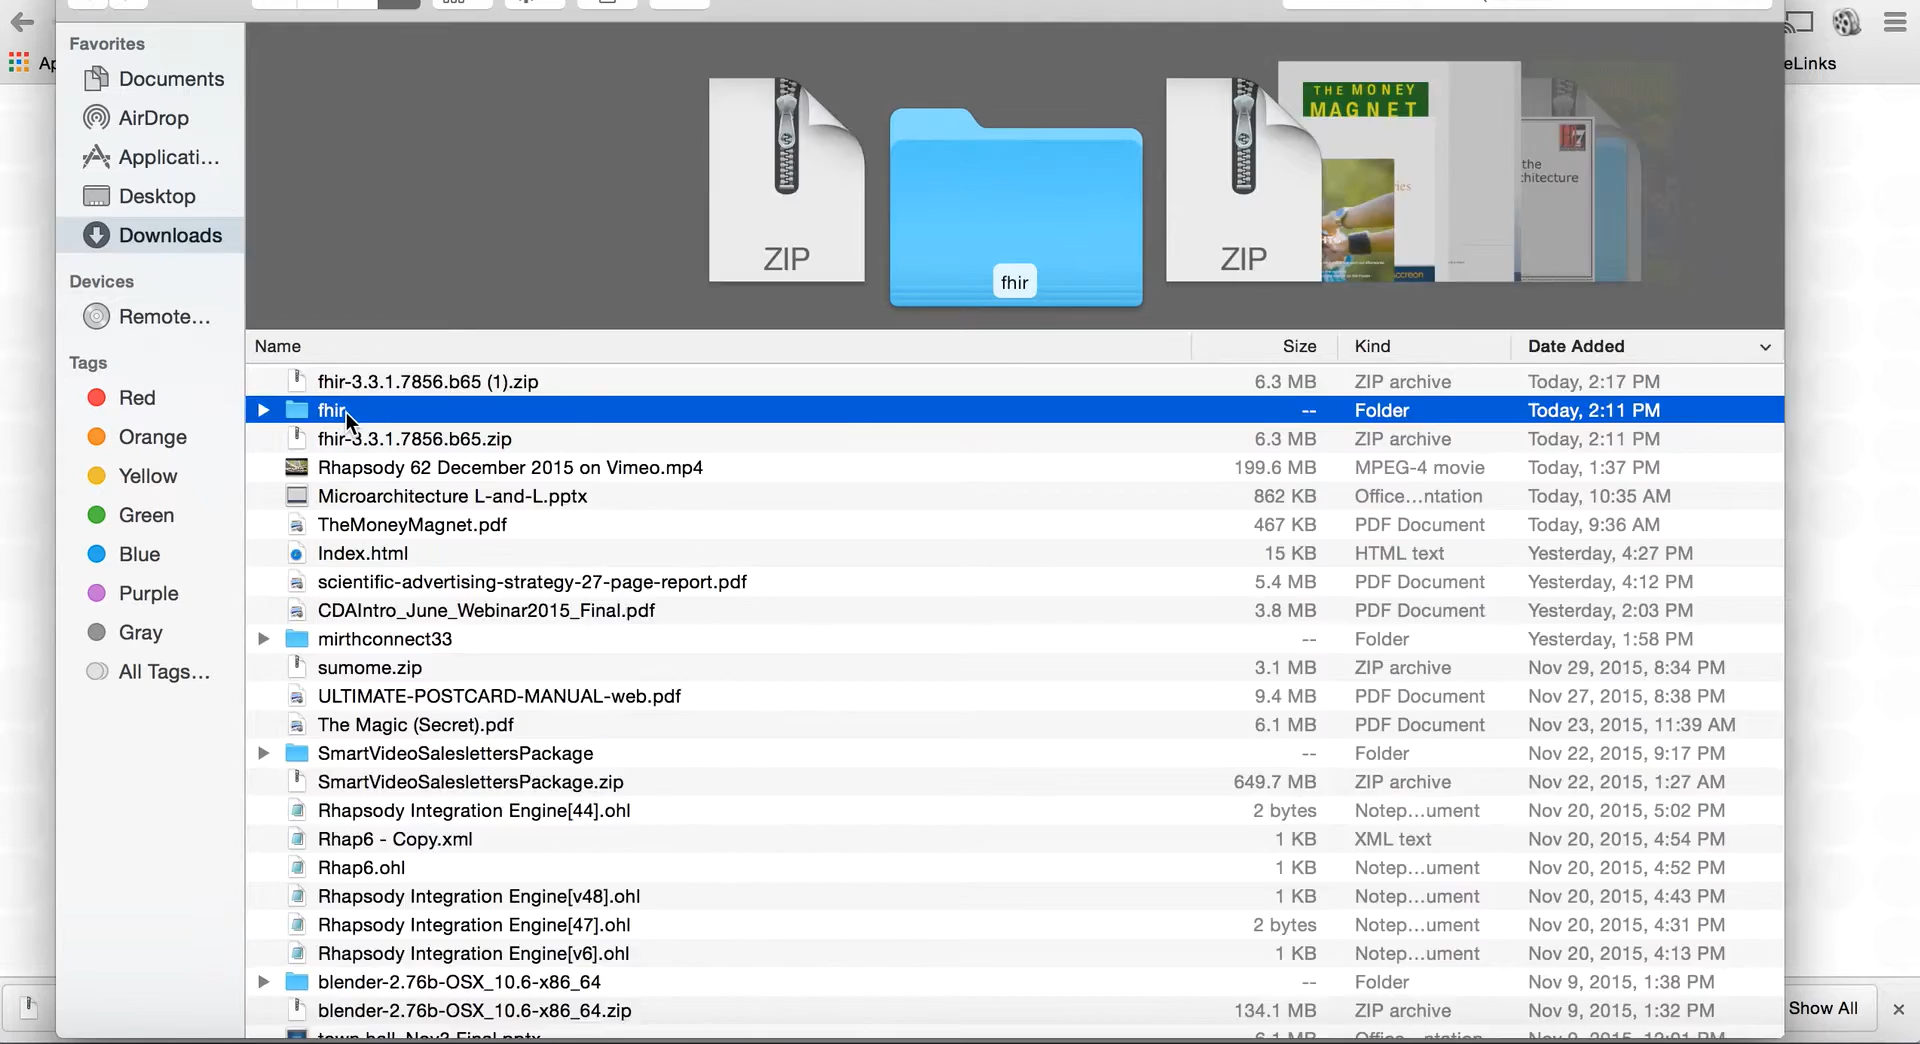 Ap
eLinks
Favorites
Documents
AirDrop
Applicati...
Desktop
Downloads
Devices
Remote...
Tags
Red
Orange
Yellow
Green
Blue
Purple
Gray
All Tags...
ZIP
fhir
ZIP
THE MONEY
MAGNET
the
Name Size Kind Date Added
fhir-3.3.1.7856.b65 (1).zip 6.3 MB ZIP archive Today, 2:17 PM
fhir -- Folder Today, 2:11 PM
fhir-3.3.1.7856.b65.zip 6.3 MB ZIP archive Today, 2:11 PM
Rhapsody 62 December 2015 on Vimeo.mp4 199.6 MB MPEG-4 movie Today, 1:37 PM
Microarchitecture L-and-L.pptx 862 KB Office...ntation Today, 10:35 AM
TheMoneyMagnet.pdf 467 KB PDF Document Today, 9:36 AM
Index.html 15 KB HTML text Yesterday, 4:27 PM
scientific-advertising-strategy-27-page-report.pdf 5.4 MB PDF Document Yesterday, 4:12 PM
CDAIntro_June_Webinar2015_Final.pdf 3.8 MB PDF Document Yesterday, 2:03 PM
mirthconnect33 -- Folder Yesterday, 1:58 PM
sumome.zip 3.1 MB ZIP archive Nov 29, 2015, 8:34 PM
ULTIMATE-POSTCARD-MANUAL-web.pdf 9.4 MB PDF Document Nov 27, 2015, 8:38 PM
The Magic (Secret).pdf 6.1 MB PDF Document Nov 23, 2015, 11:39 AM
SmartVideoSaleslettersPackage -- Folder Nov 22, 2015, 9:17 PM
SmartVideoSaleslettersPackage.zip 649.7 MB ZIP archive Nov 22, 2015, 1:27 AM
Rhapsody Integration Engine[44].ohl 2 bytes Notep...ument Nov 20, 2015, 5:02 PM
Rhap6 - Copy.xml 1 KB XML text Nov 20, 2015, 4:54 PM
Rhap6.ohl 1 KB Notep...ument Nov 20, 2015, 4:52 PM
Rhapsody Integration Engine[v48].ohl 1 KB Notep...ument Nov 20, 2015, 4:43 PM
Rhapsody Integration Engine[47].ohl 2 bytes Notep...ument Nov 20, 2015, 4:31 PM
Rhapsody Integration Engine[v6].ohl 1 KB Notep...ument Nov 20, 2015, 4:13 PM
blender-2.76b-OSX_10.6-x86_64 -- Folder Nov 9, 2015, 1:38 PM
blender-2.76b-OSX_10.6-x86_64.zip 134.1 MB ZIP archive Nov 9, 2015, 1:32 PM
Show All